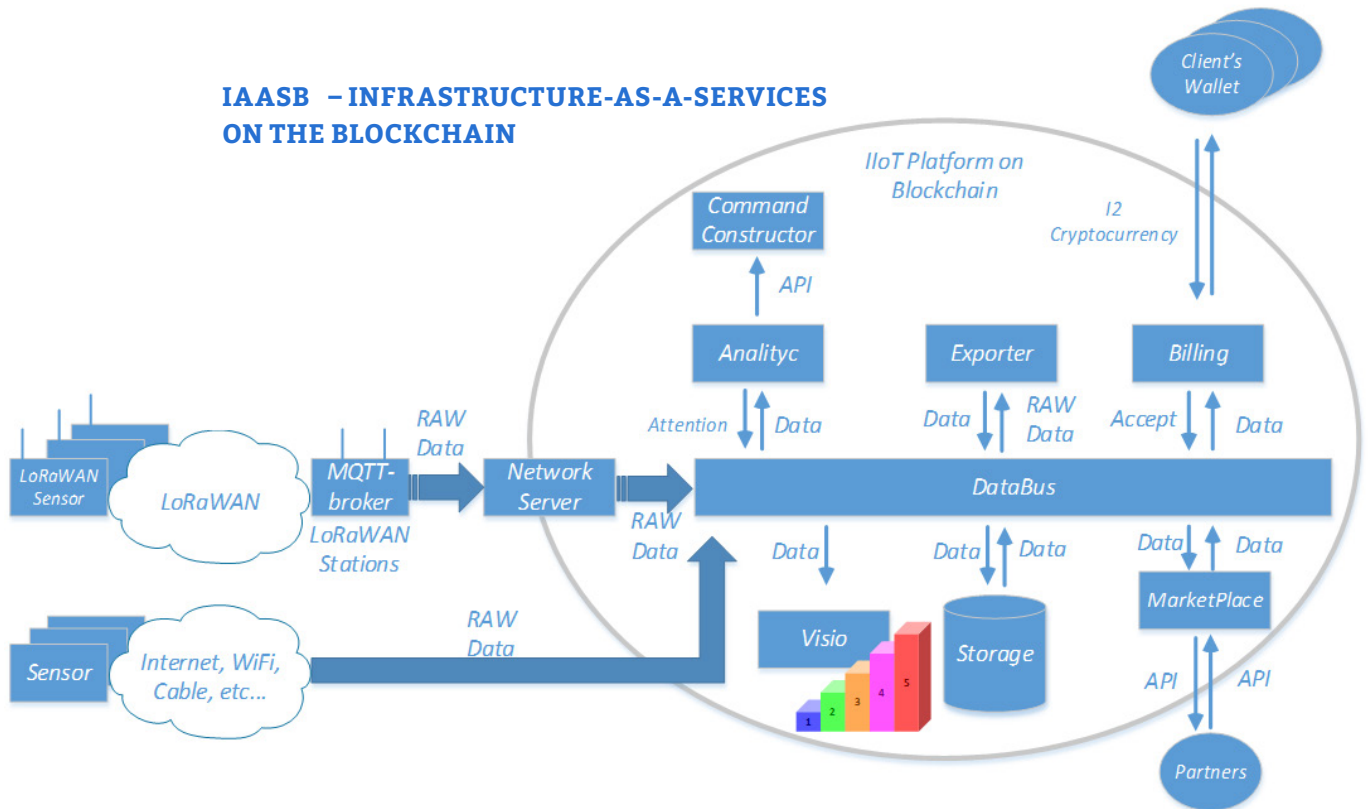 IAASB – INFRASTRUCTURE-AS-A-SERVICES
ON THE BLOCKCHAIN
Client's
Wallet
IIoT Platform on
Blockchain
I2
Cryptocurrency
Command
Constructor
API
Analityc
Exporter
Billing
Attention
Data
Data
RAW
Data
Accept
Data
LoRaWAN
Sensor
LoRaWAN
MQTT-
broker
LoRaWAN
Stations
RAW
Data
Network
Server
RAW
Data
DataBus
Data
Data
Data
Data
Data
Sensor
Internet, WiFi,
Cable, etc...
RAW
Data
Visio
1
2
3
4
5
Storage
MarketPlace
API
API
Partners